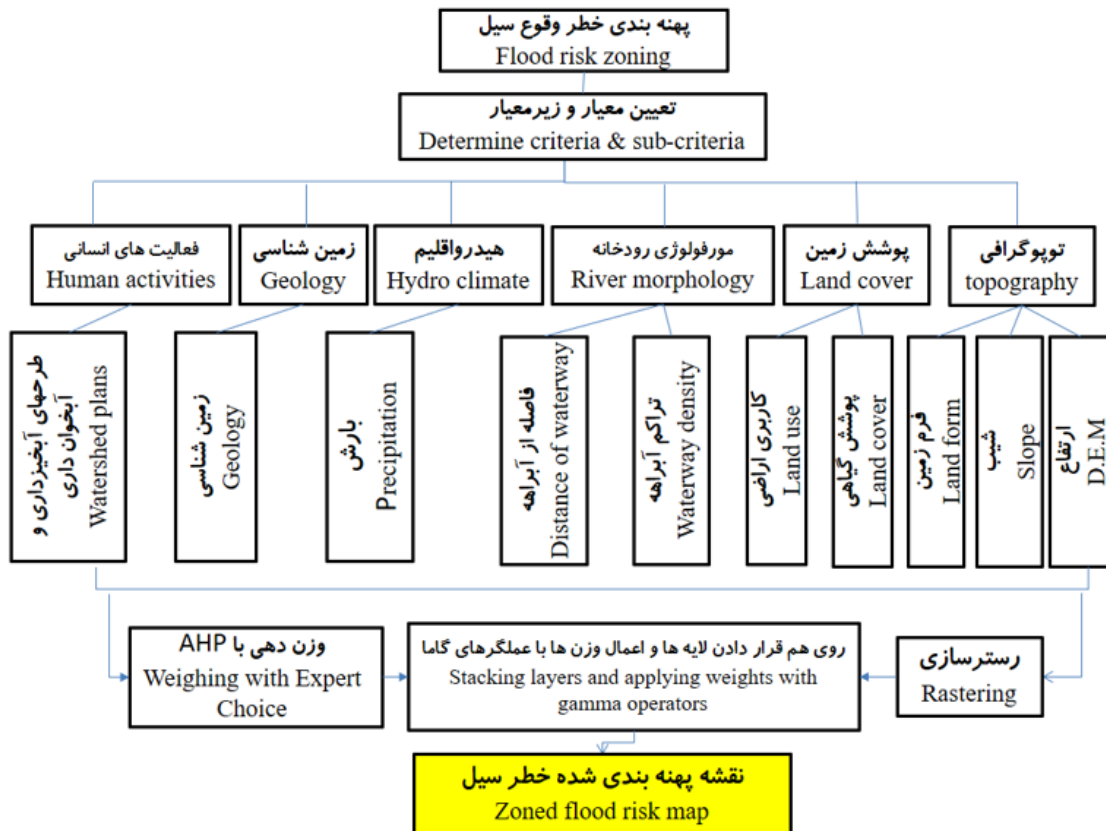 پهنه بندی خطر وقوع سیل
Flood risk zoning
تعیین معیار و زیرمعیار
Determine criteria & sub-criteria
فعالیت های انسانی
Human activities
زمین شناسی
Geology
هیدرواقلیم
Hydro climate
مورفولوژی رودخانه
River morphology
پوشش زمین
Land cover
توپوگرافی
topography
طرحهای آبخیزداری و
آبخوان داری
Watershed plans
زمین شناسی
Geology
بارش
Precipitation
فاصله از آبراهه
Distance of waterway
تراکم آبراهه
Waterway density
کاربری اراضی
Land use
پوشش گیاهی
Land cover
فرم زمین
Land form
شیب
Slope
ارتفاع
D.E.M
وزن دهی با AHP
Weighing with Expert
Choice
روی هم قرار دادن لایه ها و اعمال وزن ها با عملگرهای گاما
Stacking layers and applying weights with
gamma operators
رسترسازی
Rastering
نقشه پهنه بندی شده خطر سیل
Zoned flood risk map